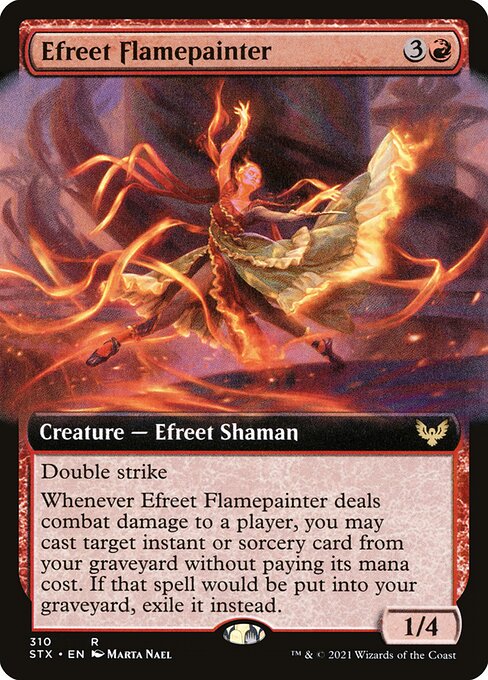 Efreet Flamepainter 3
Creature — Efreet Shaman
Double strike
Whenever Efreet Flamepainter deals
combat damage to a player, you may
cast target instant or sorcery card from
your graveyard without paying its mana
cost. If that spell would be put into your
graveyard, exile it instead.
1/4
310 R
STX • EN Marta Nael
™ & © 2021 Wizards of the Coast